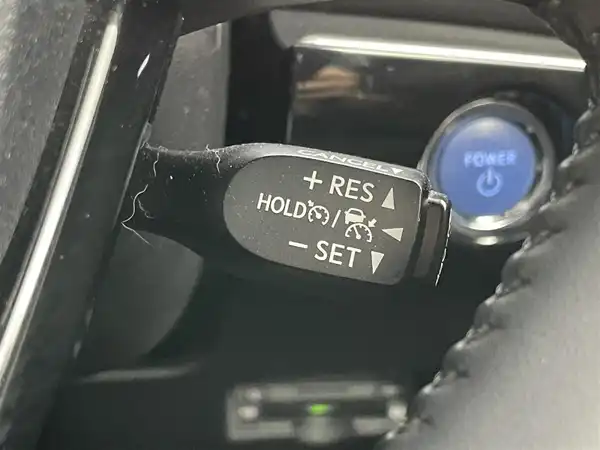 CANCEL
+ RES
HOLD /
− SET
POWER